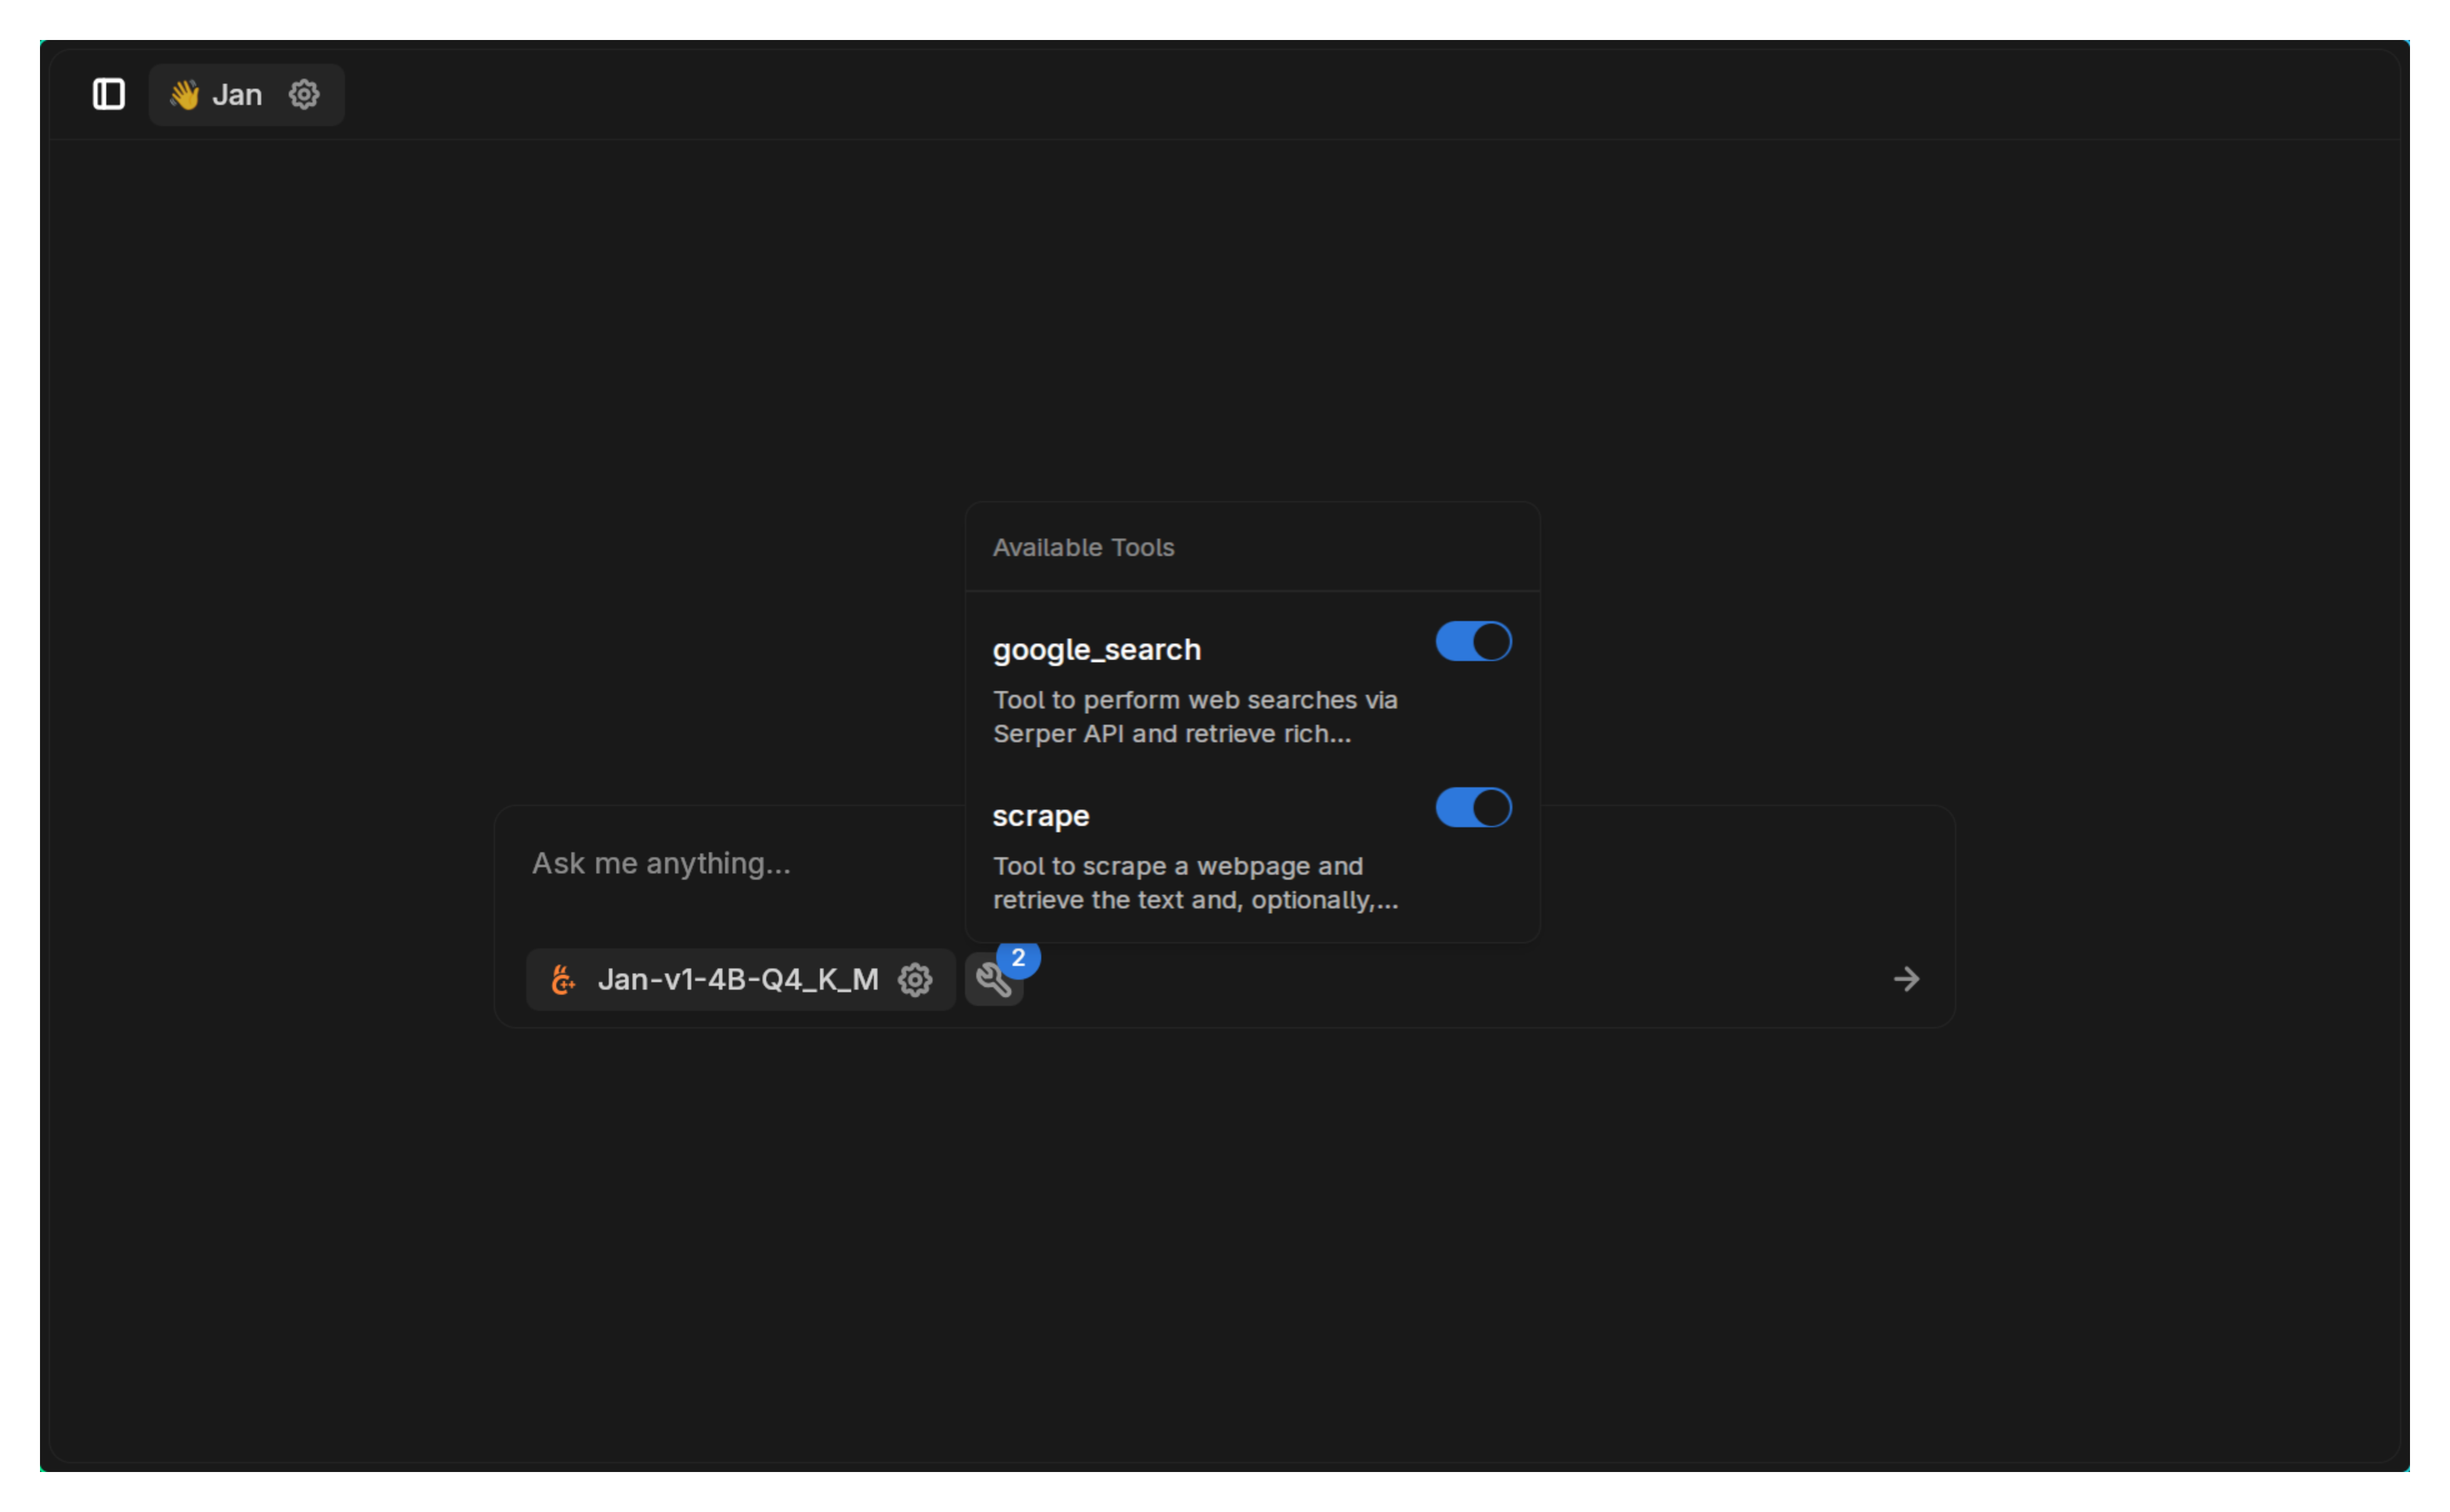 👋 Jan
Available Tools
google_search
Tool to perform web searches via
Serper API and retrieve rich...
scrape
Tool to scrape a webpage and
retrieve the text and, optionally,...
Ask me anything...
Jan-v1-4B-Q4_K_M
2